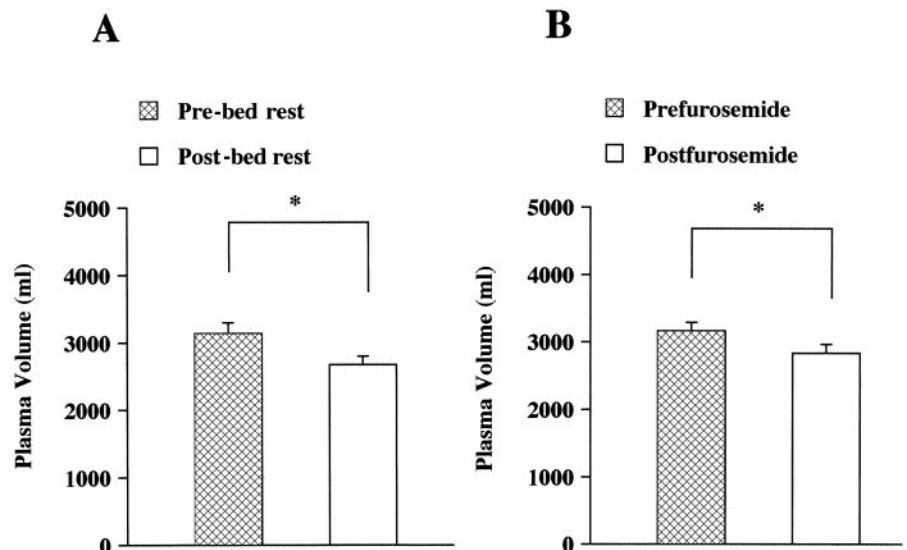 A
Pre-bed rest
Post-bed rest
*
5000
4000
3000
2000
1000
0
Plasma Volume (ml)
B
Prefurosemide
Postfurosemide
*
5000
4000
3000
2000
1000
0
Plasma Volume (ml)